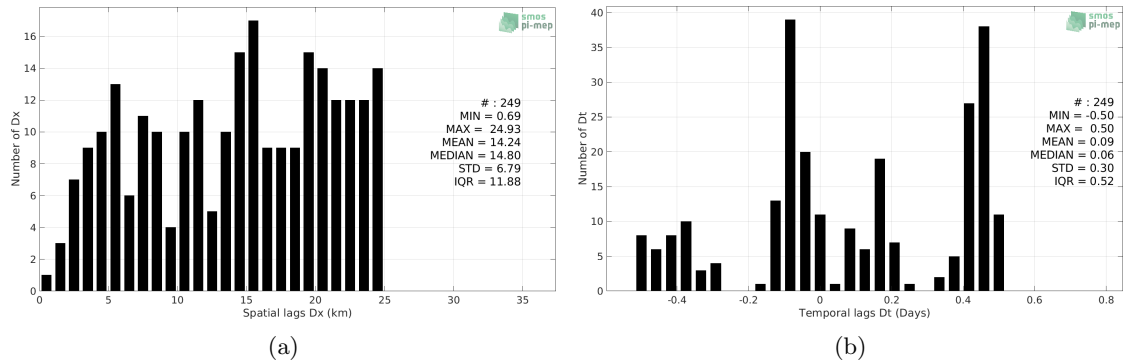 smos
pi-mep
16
14
12
10
8
6
4
2
0
Number of Dx
# : 249
MIN = 0.69
MAX = 24.93
MEAN = 14.24
MEDIAN = 14.80
STD = 6.79
IQR = 11.88
0 5 10 15 20 25 30 35
Spatial lags Dx (km)
(a)
smos
pi-mep
40
35
30
25
20
15
10
5
0
Number of Dt
# : 249
MIN = -0.50
MAX = 0.50
MEAN = 0.09
MEDIAN = 0.06
STD = 0.30
IQR = 0.52
-0.4 -0.2 0 0.2 0.4 0.6 0.8
Temporal lags Dt (Days)
(b)